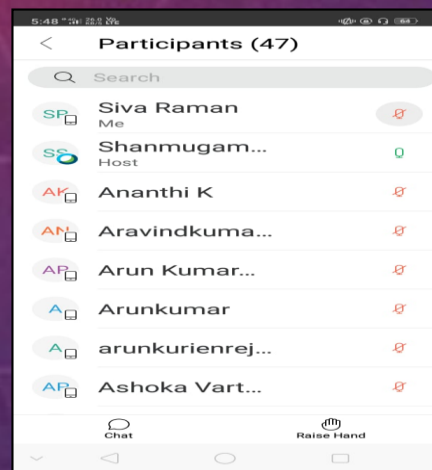 5:48
Participants (47)
Search
SP
Siva Raman
Me
SS
Shanmugam...
Host
AK
Ananthi K
AN
Aravindkuma...
AP
Arun Kumar...
A
Arunkumar
A
arunkurienrej...
AP
Ashoka Vart...
Chat
Raise Hand